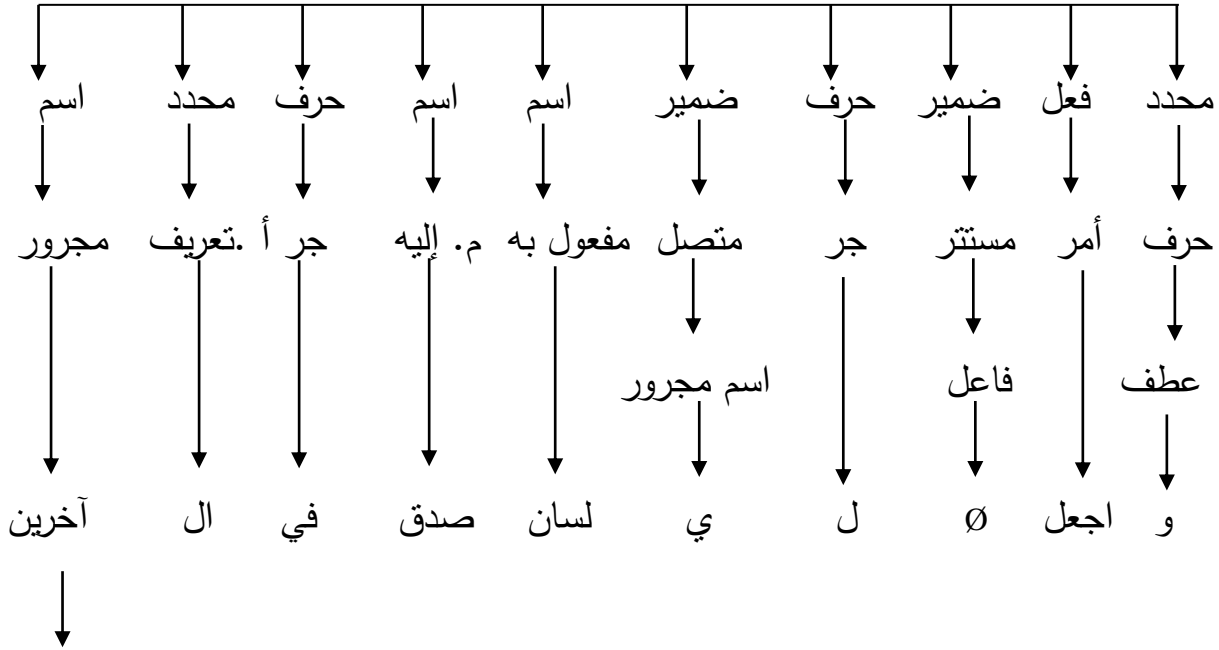 محدد فعل ضمير حرف ضمير اسم اسم حرف محدد اسم
حرف أمر مستتر جر متصل مفعول به م. إليه جر أ .تعريف مجرور
عطف فاعل اسم مجرور
و اجعل Ø ل ي لسان صدق في ال آخرين